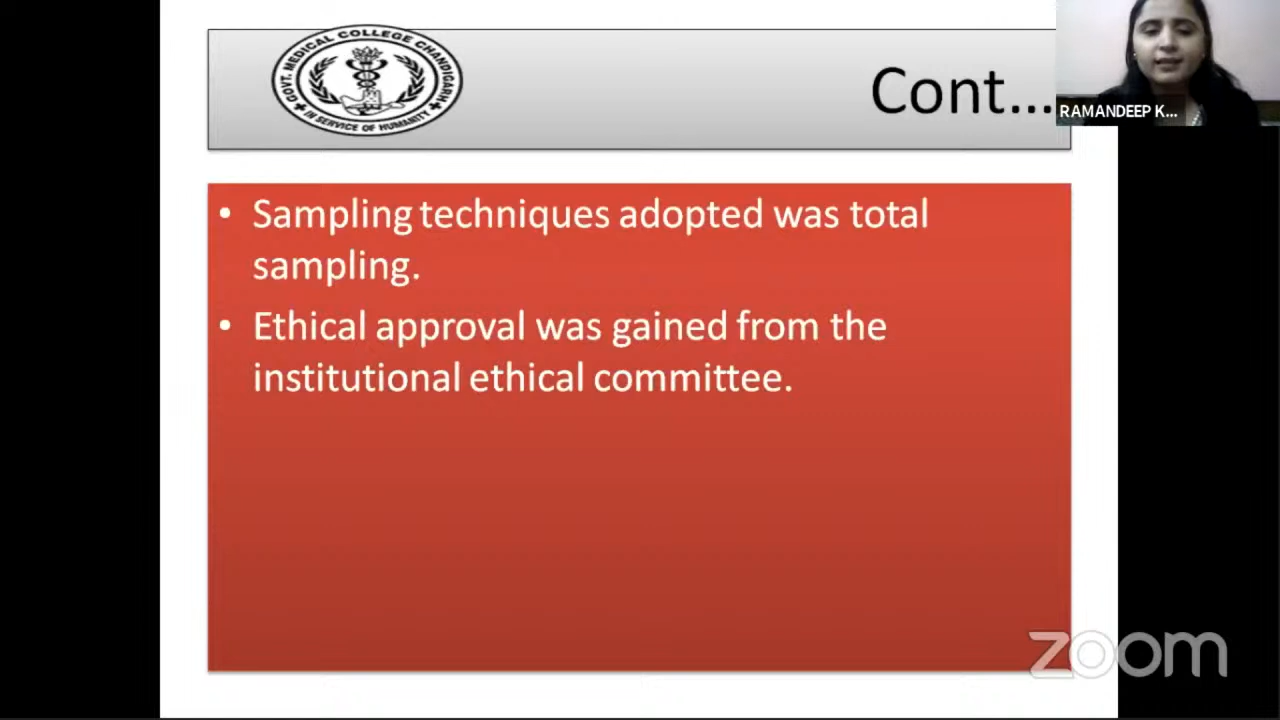 GOVT. MEDICAL COLLEGE CHANDIGARH
IN SERVICE OF HUMANITY
Cont...
RAMANDEEP K...
• Sampling techniques adopted was total
sampling.
• Ethical approval was gained from the
institutional ethical committee.
zoom